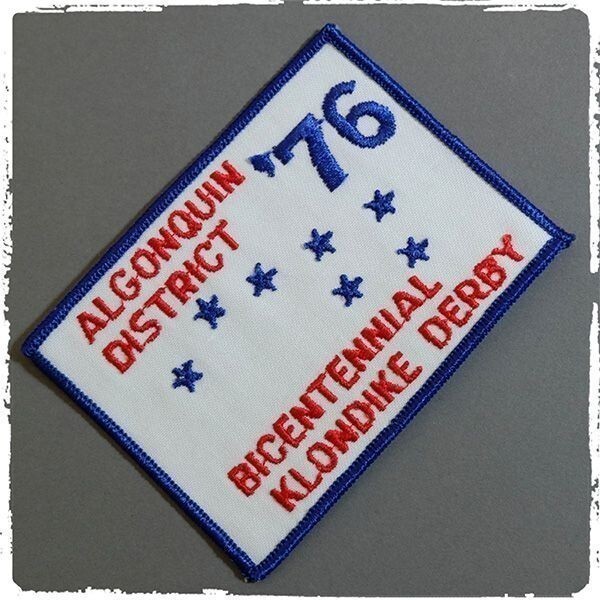 ALGONQUIN '76
DISTRICT
BICENTENNIAL
KLONDIKE DERBY